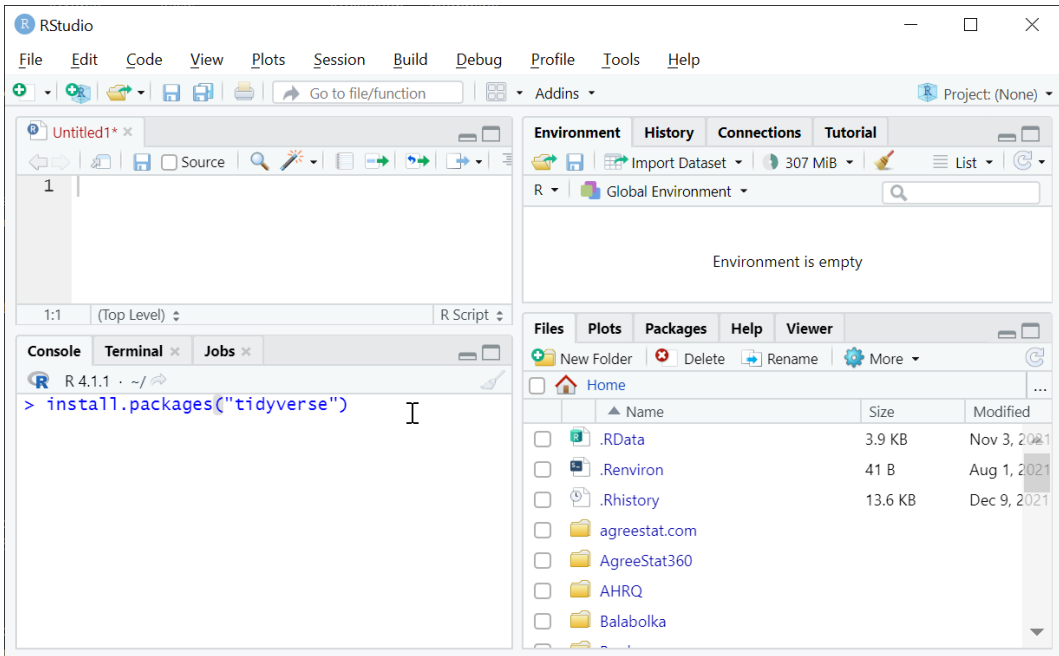 RStudio
File Edit Code View Plots Session Build Debug Profile Tools Help
Go to file/function Addins Project: (None)
Untitled1*
Source
1
1:1 (Top Level) R Script
Console Terminal Jobs
R 4.1.1 · ~/
> install.packages("tidyverse")
Environment History Connections Tutorial
Import Dataset 307 MiB List
R Global Environment
Environment is empty
Files Plots Packages Help Viewer
New Folder Delete Rename More
Home ...
Name Size Modified
.RData 3.9 KB Nov 3, 2021
.Renviron 41 B Aug 1, 2021
.Rhistory 13.6 KB Dec 9, 2021
agreestat.com
AgreeStat360
AHRQ
Balabolka